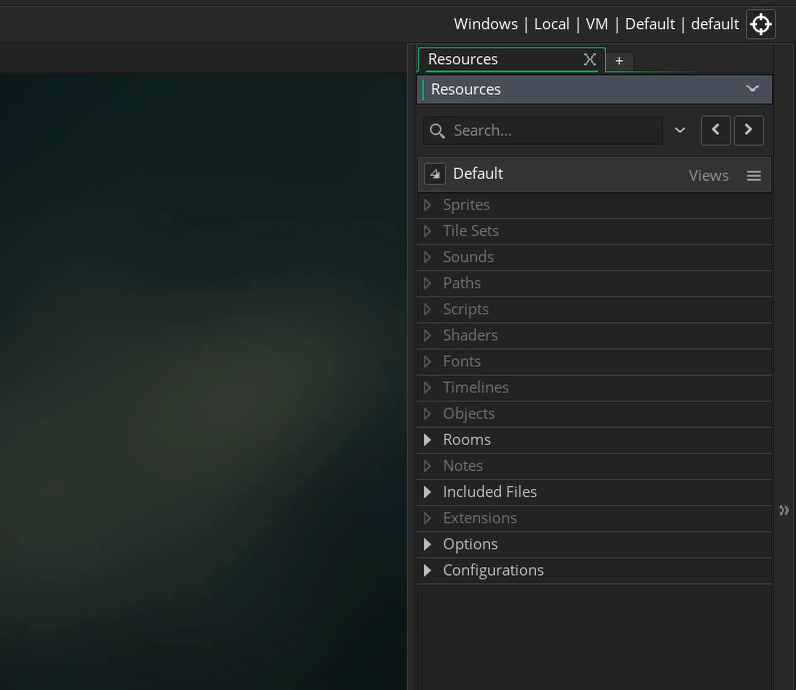 Windows | Local | VM | Default | default
Resources
+
Resources
Search...
Default Views
Sprites
Tile Sets
Sounds
Paths
Scripts
Shaders
Fonts
Timelines
Objects
Rooms
Notes
Included Files
Extensions
Options
Configurations